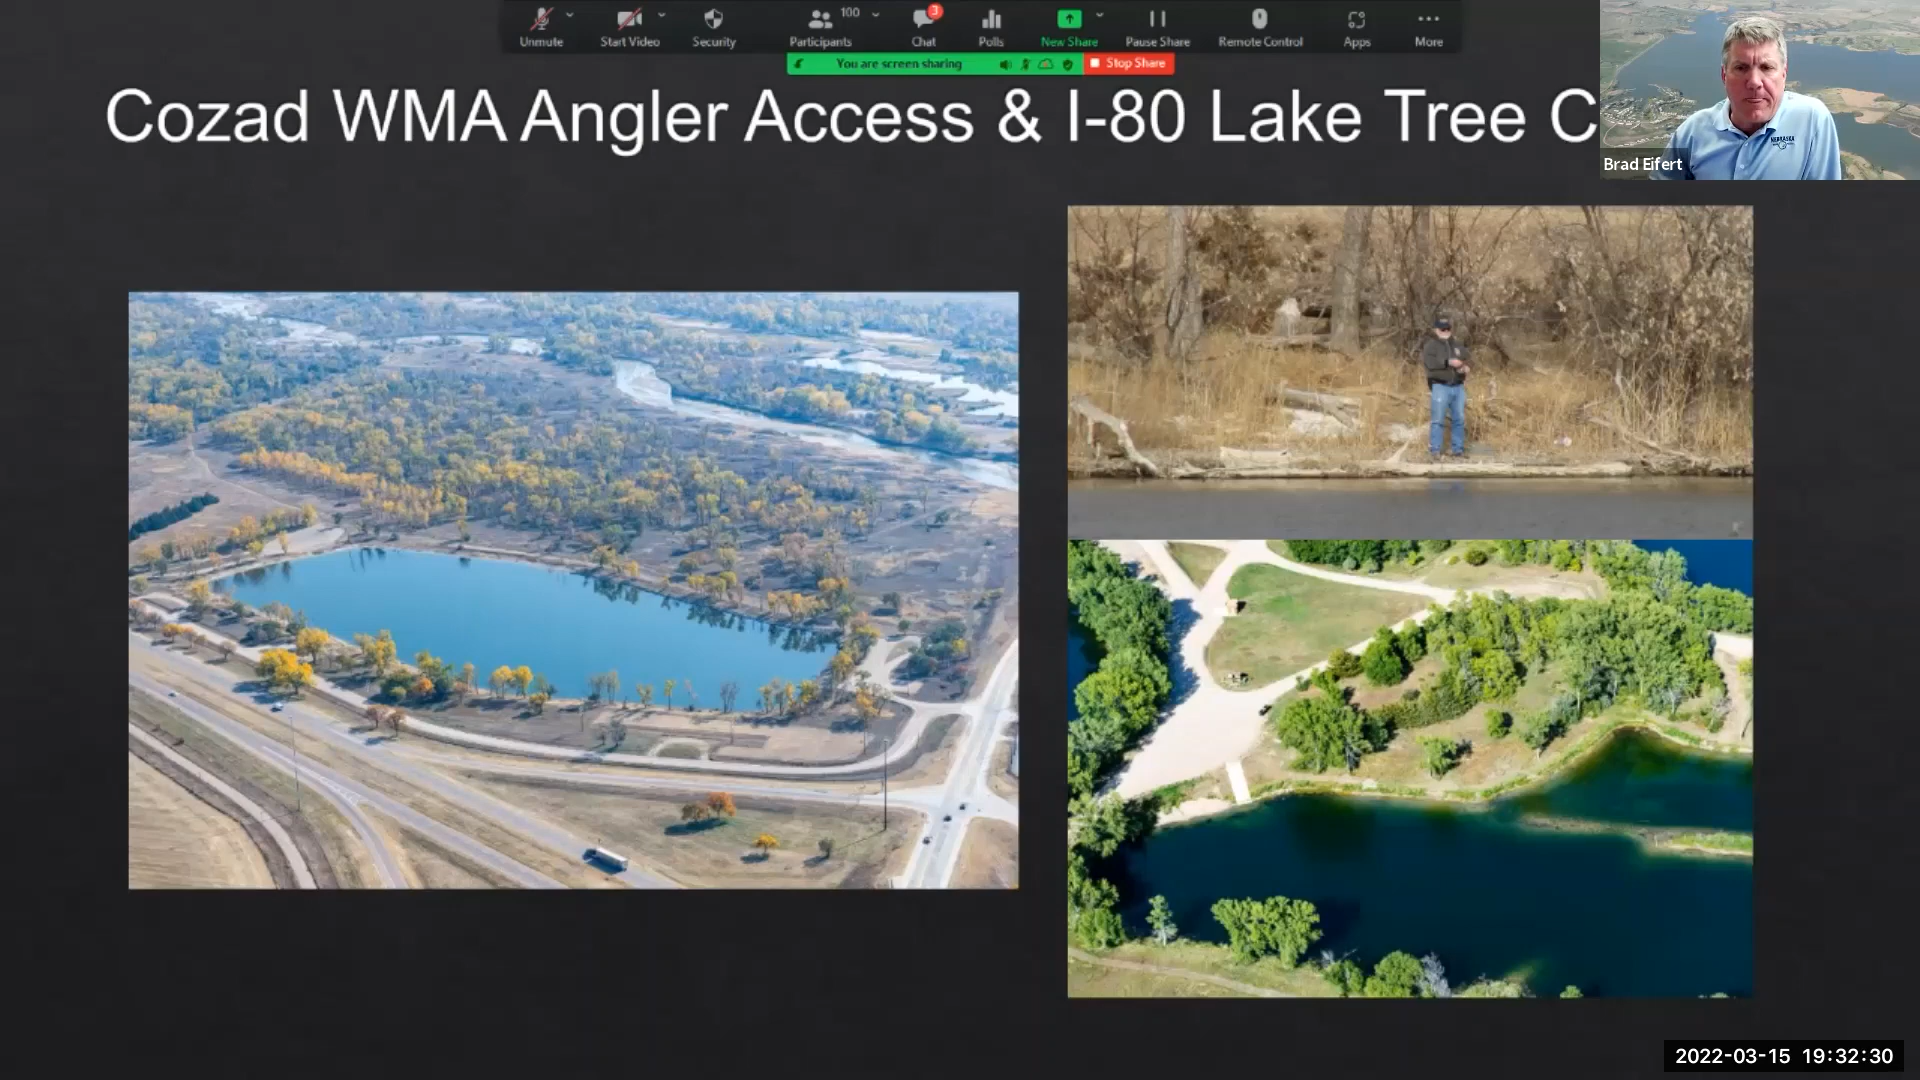 100
3
Unmute
Start Video
Security
Participants
Chat
Polls
New Share
Pause Share
Remote Control
Apps
More
You are screen sharing
Stop Share
Cozad WMA Angler Access & I-80 Lake Tree C
Brad Eifert
2022-03-15 19:32:30